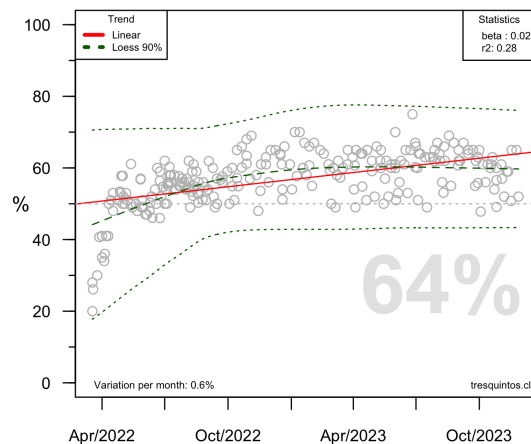 Trend
Linear
Loess 90%
Statistics
beta : 0.02
r2: 0.28
100
80
60
%
40
20
0
64%
Variation per month: 0.6%
tresquintos.cl
Apr/2022
Oct/2022
Apr/2023
Oct/2023